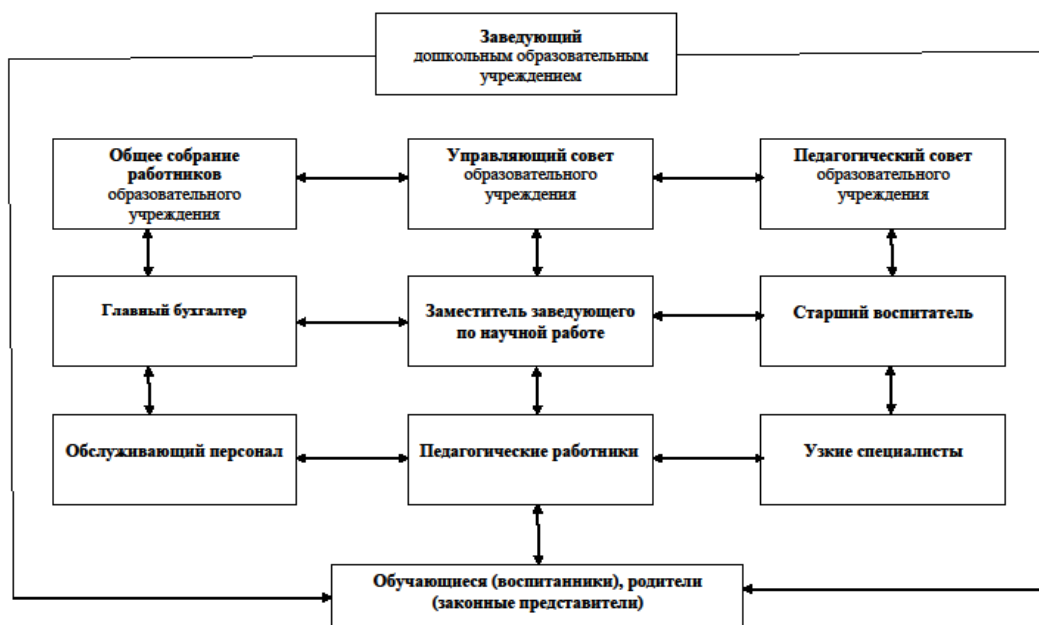 Заведующий
дошкольным образовательным
учреждением
Общее собрание
работников
образовательного
учреждения
Управляющий совет
образовательного
учреждения
Педагогический совет
образовательного
учреждения
Главный бухгалтер
Заместитель заведующего
по научной работе
Старший воспитатель
Обслуживающий персонал
Педагогические работники
Узкие специалисты
Обучающиеся (воспитанники), родители
(законные представители)